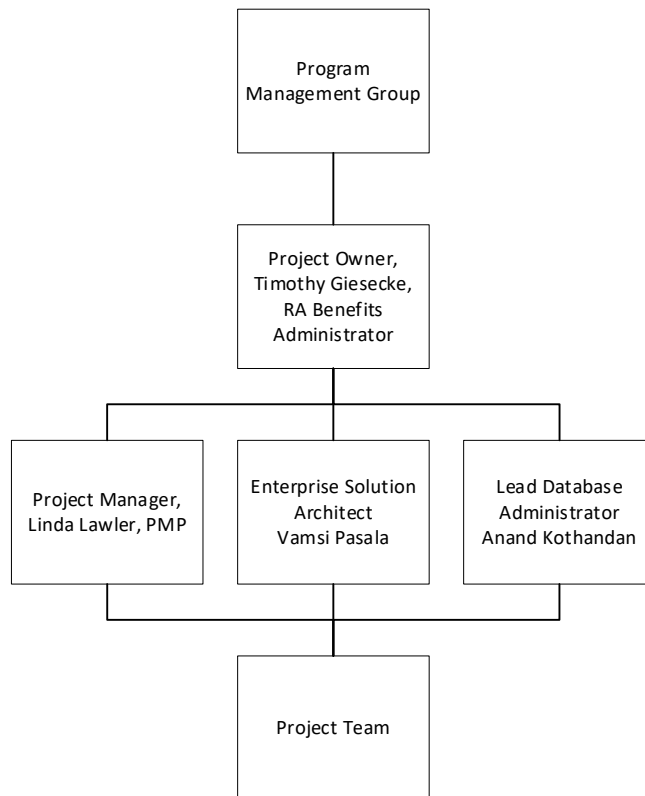 Program
Management Group
Project Owner,
Timothy Giesecke,
RA Benefits
Administrator
Project Manager,
Linda Lawler, PMP
Enterprise Solution
Architect
Vamsi Pasala
Lead Database
Administrator
Anand Kothandan
Project Team